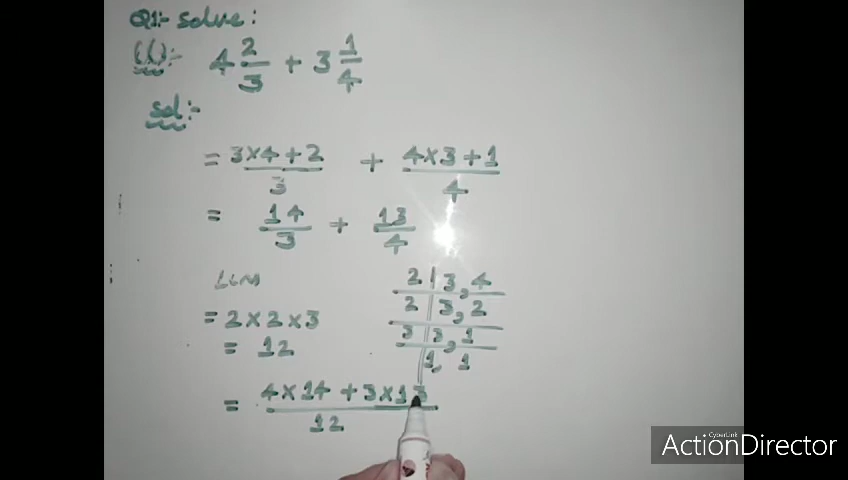 Q1:- Solve:
(i):- 4 2/3 + 3 1/4
Sol:-
= 3×4+2/3 + 4×3+1/4
= 14/3 + 13/4
LCM
2 | 3, 4
2 | 3, 2
3 | 3, 1
1, 1
= 2×2×3
= 12
= 4×14 + 3×13/12
CyberLink
ActionDirector